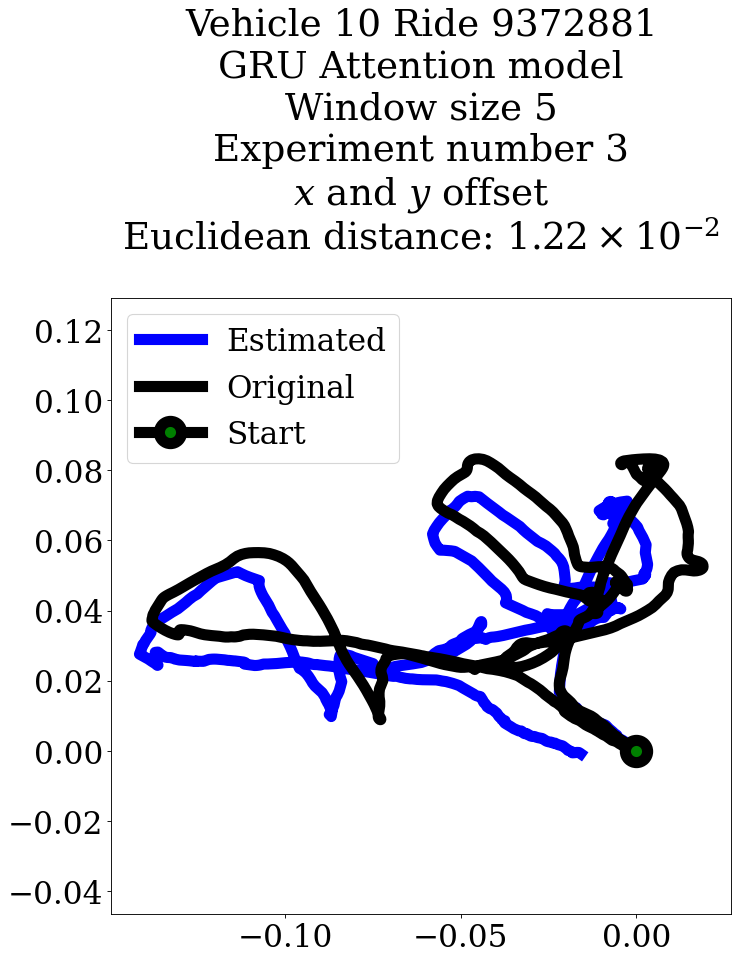 Vehicle 10 Ride 9372881
GRU Attention model
Window size 5
Experiment number 3
x and y offset
Euclidean distance: 1.22 × 10⁻²
Estimated
Original
Start
0.12
0.10
0.08
0.06
0.04
0.02
0.00
−0.02
−0.04
−0.10
−0.05
0.00